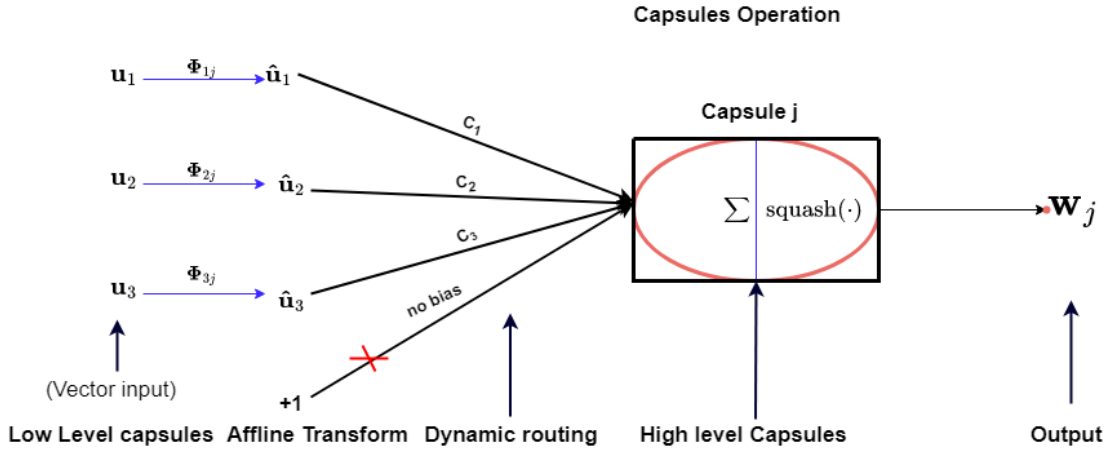 Capsules Operation
Capsule j
u₁ Φ₁ⱼ û₁
C₁
u₂ Φ₂ⱼ û₂
C₂
∑ squash(·)
wⱼ
C₃
u₃ Φ₃ⱼ û₃
no bias
(Vector input)
+1
Low Level capsules
Affline Transform
Dynamic routing
High level Capsules
Output